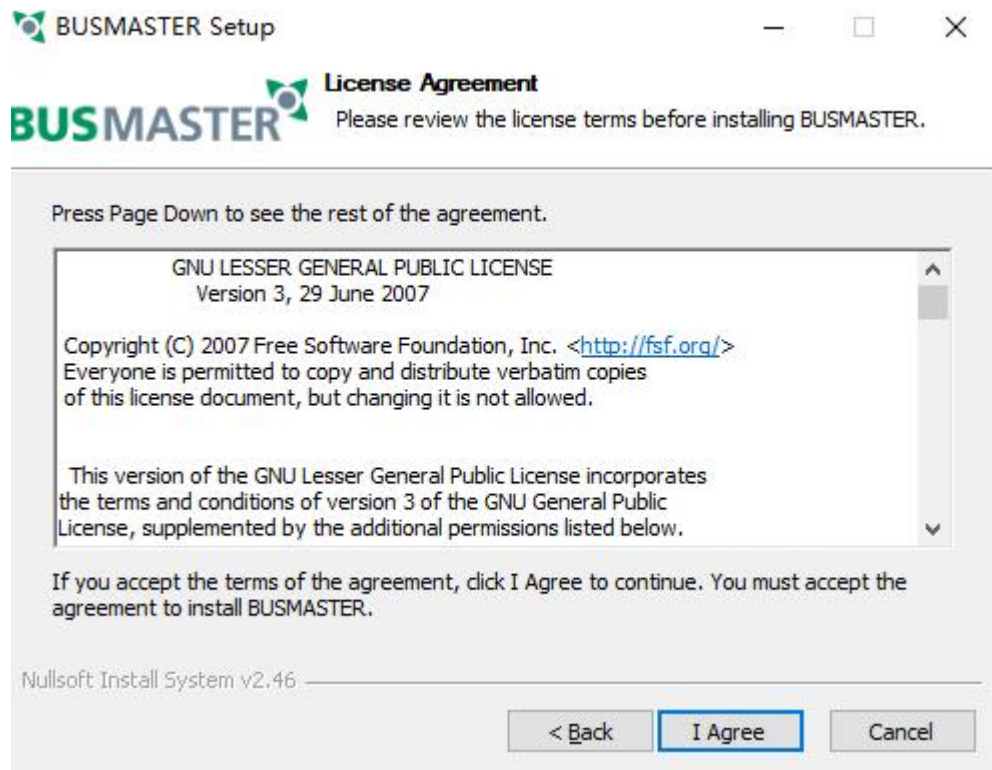 BUSMASTER Setup
BUSMASTER
License Agreement
Please review the license terms before installing BUSMASTER.
Press Page Down to see the rest of the agreement.
GNU LESSER GENERAL PUBLIC LICENSE
Version 3, 29 June 2007
Copyright (C) 2007 Free Software Foundation, Inc. <http://fsf.org/>
Everyone is permitted to copy and distribute verbatim copies
of this license document, but changing it is not allowed.
This version of the GNU Lesser General Public License incorporates
the terms and conditions of version 3 of the GNU General Public
License, supplemented by the additional permissions listed below.
If you accept the terms of the agreement, click I Agree to continue. You must accept the
agreement to install BUSMASTER.
Nullsoft Install System v2.46
< Back
I Agree
Cancel